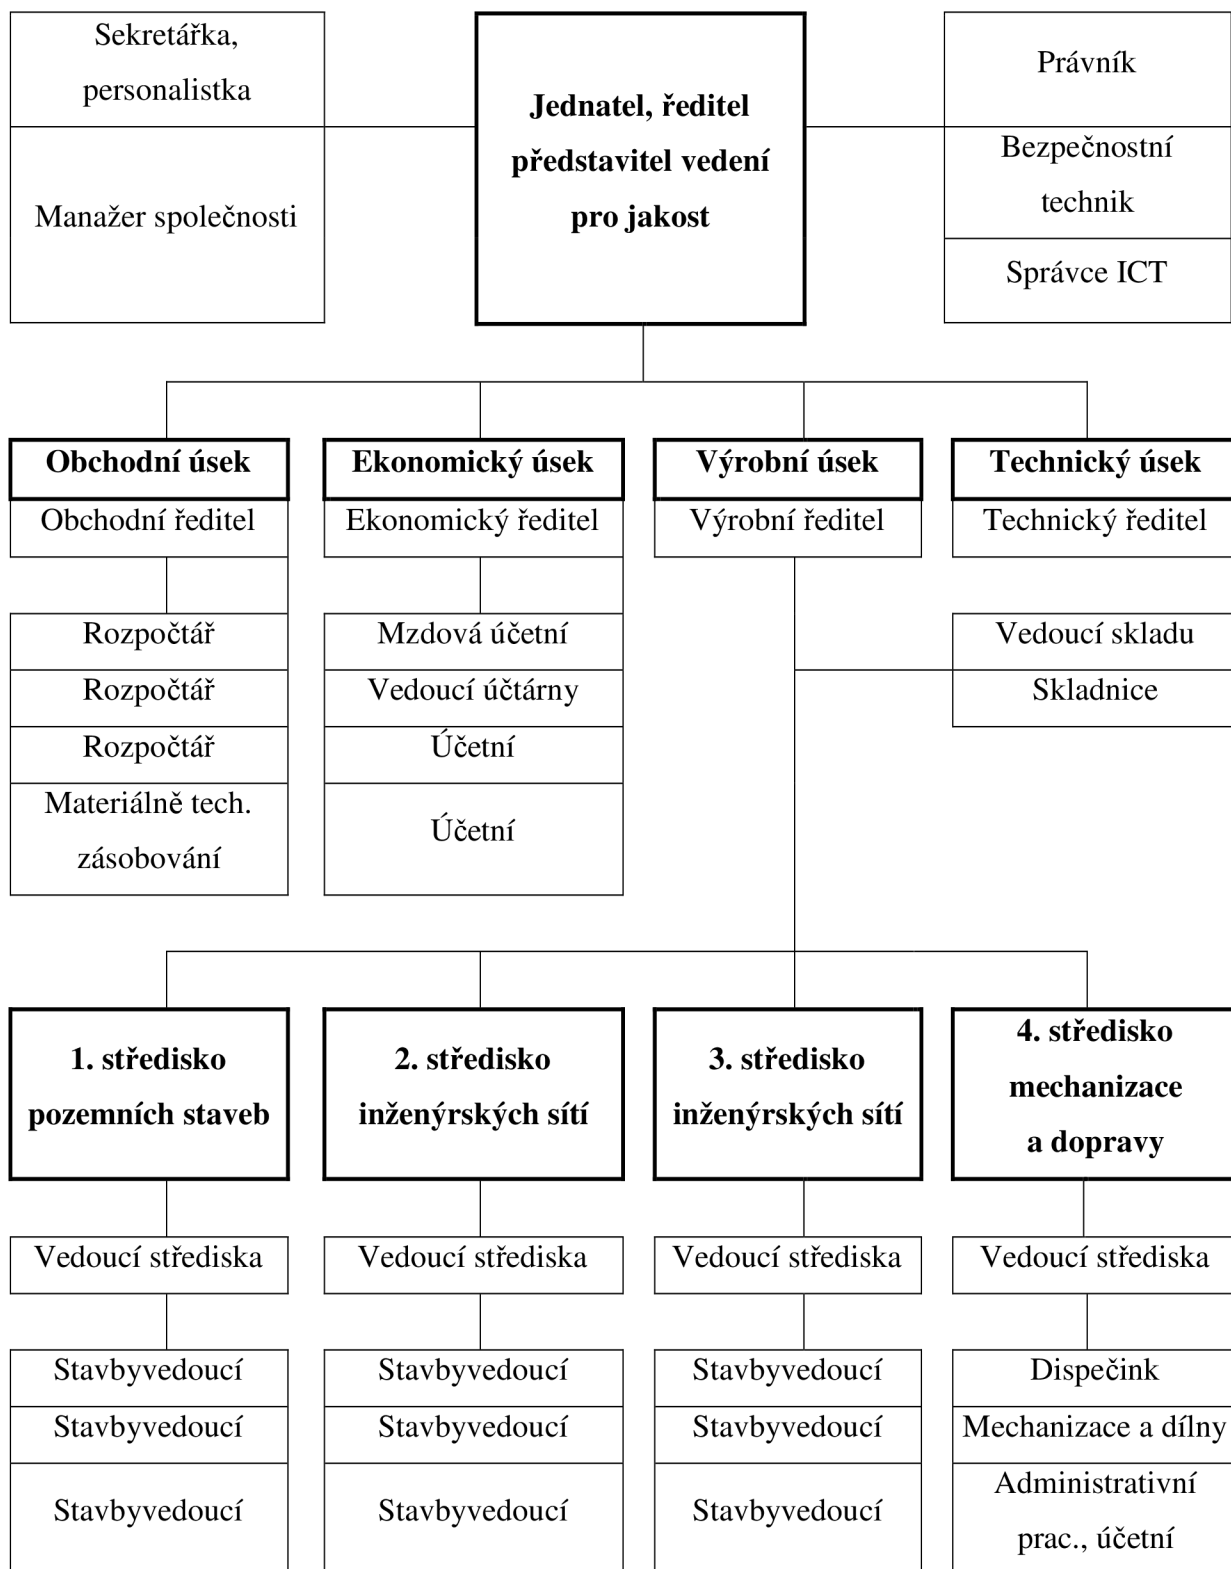 Sekretářka,
personalistka
Manažer společnosti
Jednatel, ředitel
představitel vedení
pro jakost
Právník
Bezpečnostní
technik
Správce ICT
Obchodní úsek
Obchodní ředitel
Ekonomický úsek
Ekonomický ředitel
Výrobní úsek
Výrobní ředitel
Technický úsek
Technický ředitel
Rozpočtář
Rozpočtář
Rozpočtář
Materiálně tech.
zásobování
Mzdová účetní
Vedoucí účtárny
Účetní
Účetní
Vedoucí skladu
Skladnice
1. středisko
pozemních staveb
2. středisko
inženýrských sítí
3. středisko
inženýrských sítí
4. středisko
mechanizace
a dopravy
Vedoucí střediska
Vedoucí střediska
Vedoucí střediska
Vedoucí střediska
Stavbyvedoucí
Stavbyvedoucí
Stavbyvedoucí
Stavbyvedoucí
Stavbyvedoucí
Stavbyvedoucí
Stavbyvedoucí
Stavbyvedoucí
Stavbyvedoucí
Dispečink
Mechanizace a dílny
Administrativní
prac., účetní